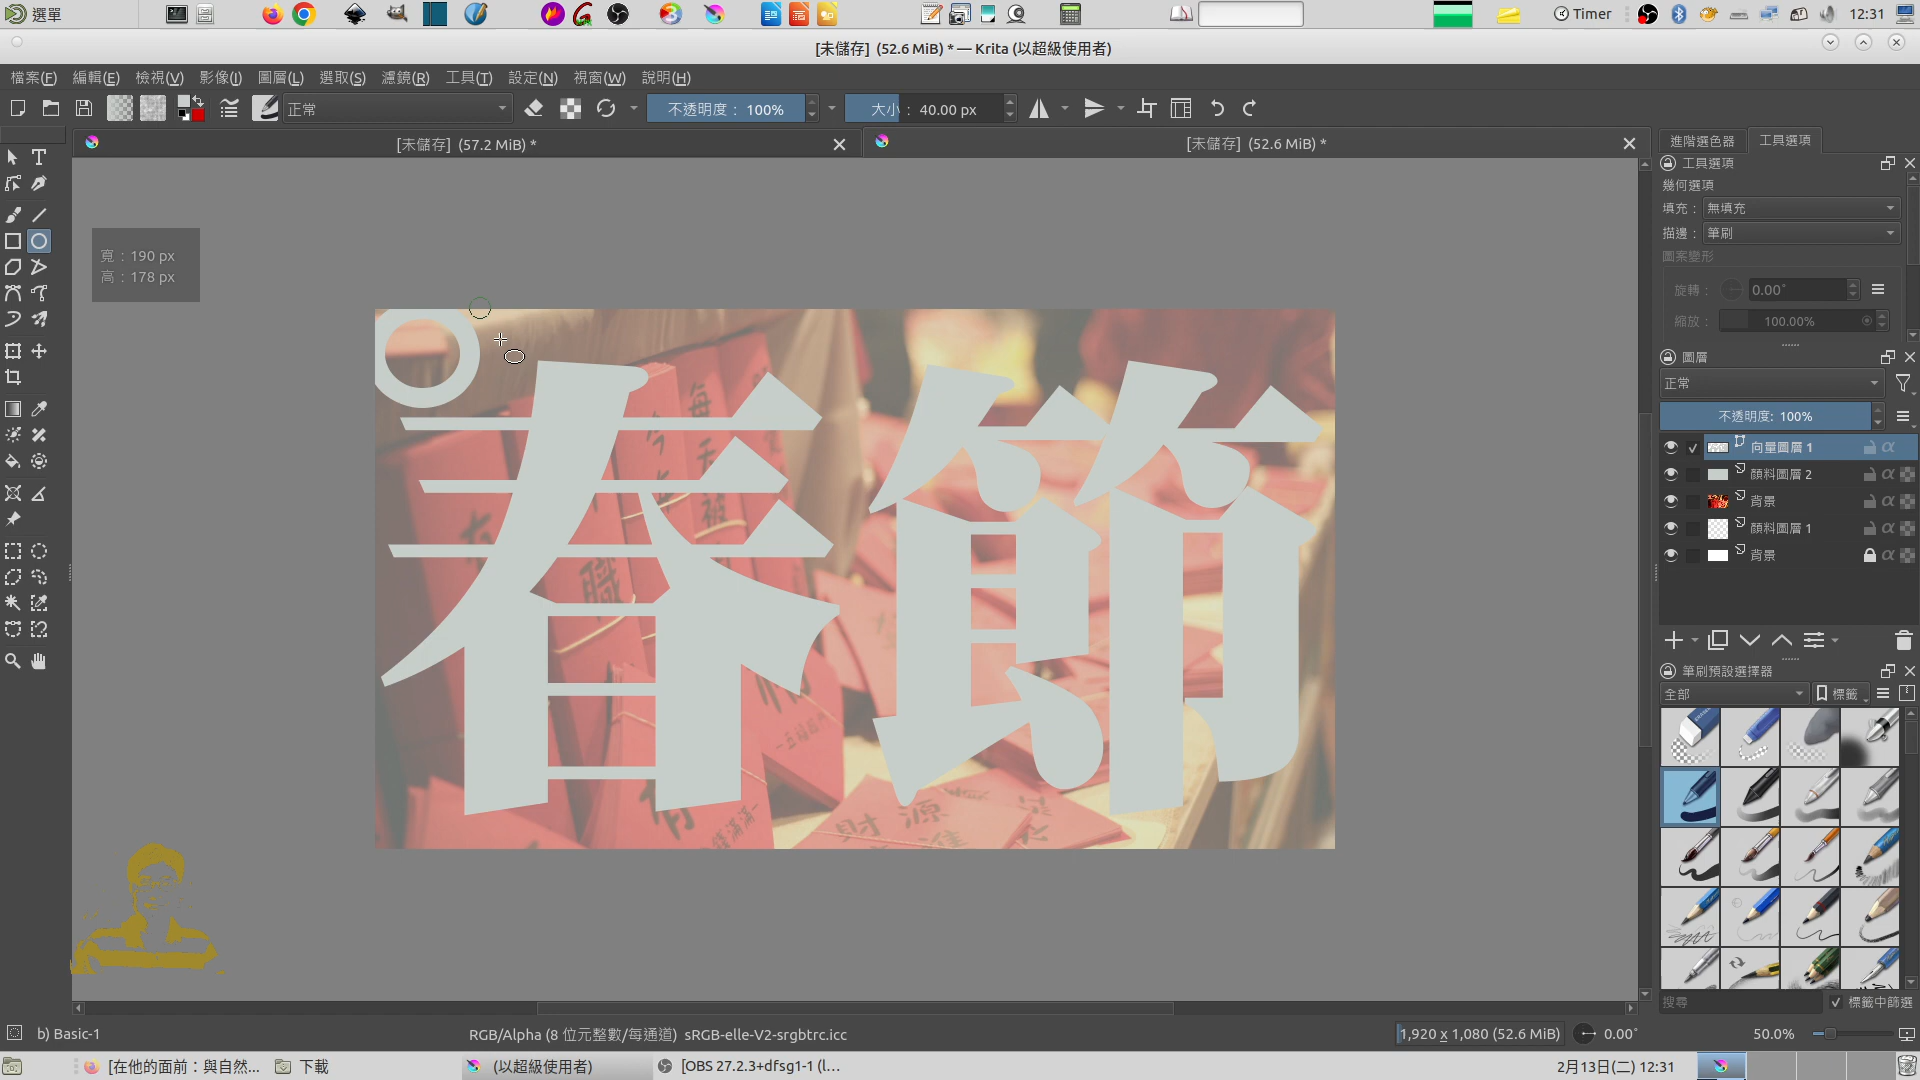 選單
Timer
12:31
[未儲存] (52.6 MiB) * — Krita (以超級使用者)
檔案(F) 編輯(E) 檢視(V) 影像(I) 圖層(L) 選取(S) 濾鏡(R) 工具(T) 設定(N) 視窗(W) 說明(H)
正常
不透明度： 100%
大小： 40.00 px
[未儲存] (57.2 MiB) *
[未儲存] (52.6 MiB) *
寬：190 px
高：178 px
春節
每天
職
財源
滿滿
進階選色器
工具選項
工具選項
幾何選項
填充： 無填充
描邊： 筆刷
圖案變形
旋轉： 0.00°
縮放： 100.00%
圖層
正常
不透明度: 100%
向量圖層 1
顏料圖層 2
背景
顏料圖層 1
背景
筆刷預設選擇器
全部
標籤
搜尋
標籤中篩選
b) Basic-1
RGB/Alpha (8 位元整數/每通道) sRGB-elle-V2-srgbtrc.icc
1,920 x 1,080 (52.6 MiB)
0.00°
50.0%
[在他的面前：與自然...
下載
(以超級使用者)
[OBS 27.2.3+dfsg1-1 (l...
2月13日(二) 12:31